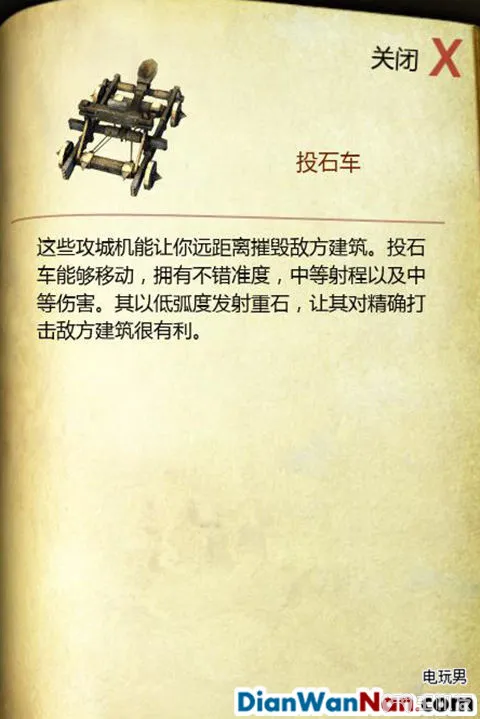 关闭 X
投石车
这些攻城机能让你远距离摧毁敌方建筑。投石
车能够移动，拥有不错准度，中等射程以及中
等伤害。其以低弧度发射重石，让其对精确打
击敌方建筑很有利。
电玩男
DianWanNan.com